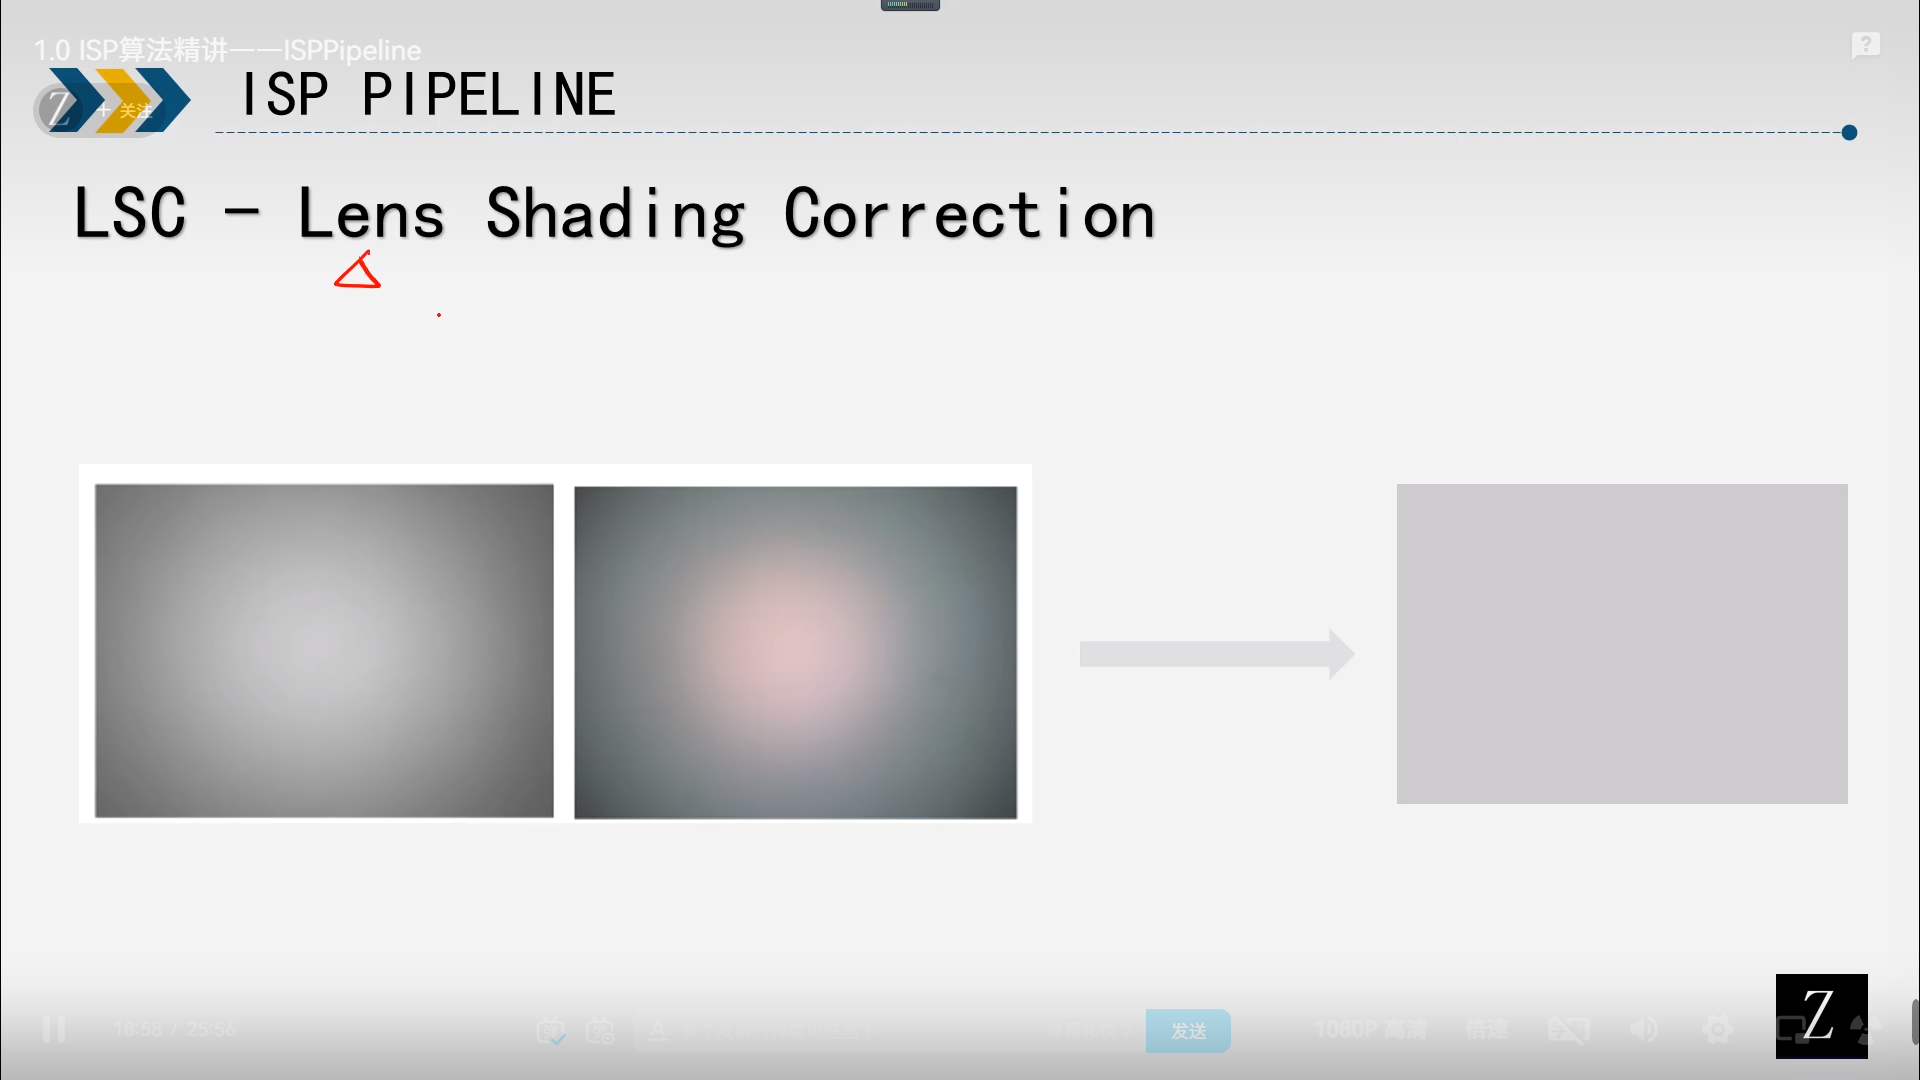 1.0 ISP算法精讲——ISPPipeline
Z + 关注
ISP PIPELINE
LSC - Lens Shading Correction
Z
18:58 / 25:56
发送
1080P 高清
倍速